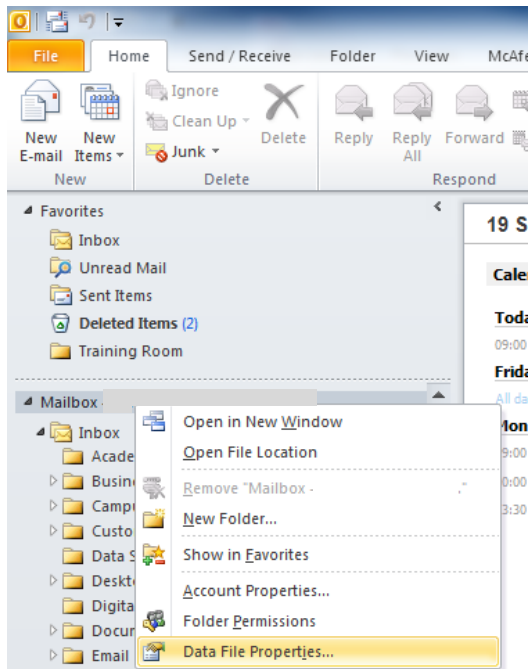 File Home Send / Receive Folder View McAfe
New E-mail
New Items
Ignore
Clean Up
Junk
Delete
Reply
Reply All
Forward
New Delete Respond
Favorites
Inbox
Unread Mail
Sent Items
Deleted Items (2)
Training Room
Mailbox -
Inbox
Acade
Busine
Campu
Custo
Data S
Deskto
Digita
Docur
Email
Open in New Window
Open File Location
Remove "Mailbox - ."
New Folder...
Show in Favorites
Account Properties...
Folder Permissions
Data File Properties...
19 S
Cale
Toda
09:00
Frida
All da
Mon
9:00
0:00
3:30